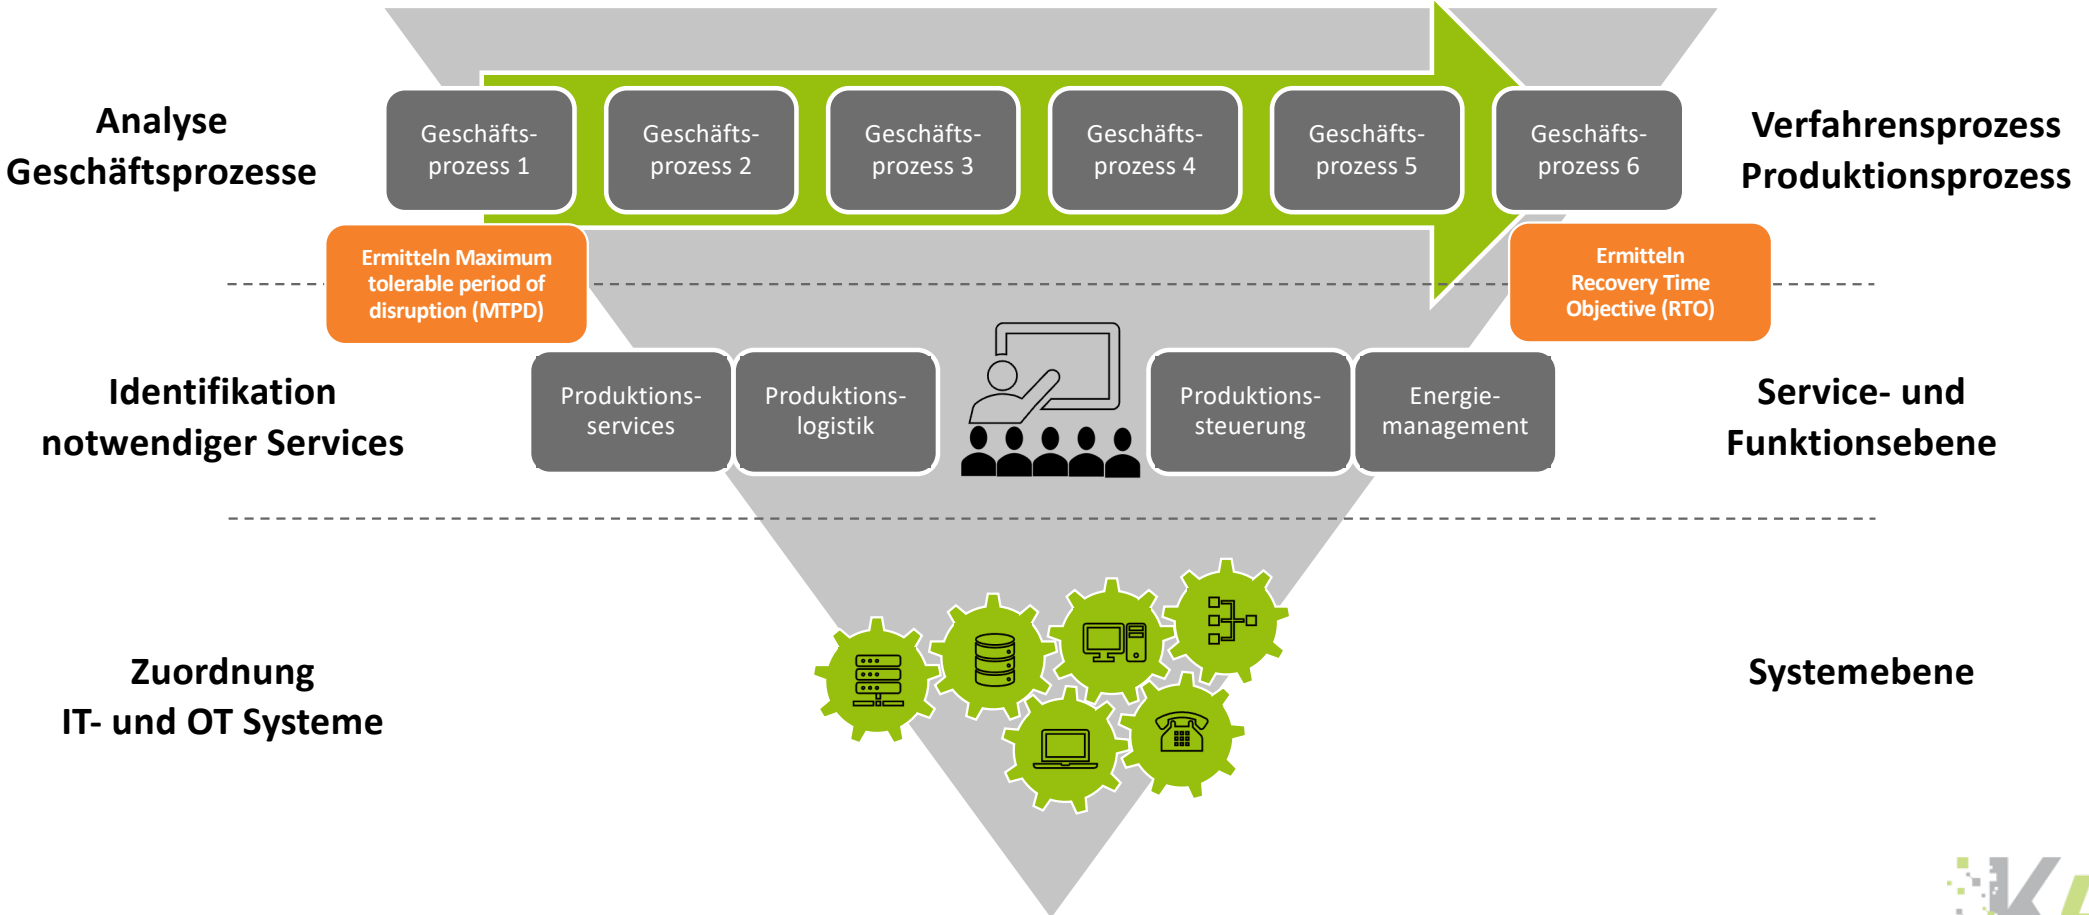 Analyse
Geschäftsprozesse
Geschäfts-
prozess 1
Geschäfts-
prozess 2
Geschäfts-
prozess 3
Geschäfts-
prozess 4
Geschäfts-
prozess 5
Geschäfts-
prozess 6
Verfahrensprozess
Produktionsprozess
Ermitteln Maximum
tolerable period of
disruption (MTPD)
Ermitteln
Recovery Time
Objective (RTO)
Identifikation
notwendiger Services
Produktions-
services
Produktions-
logistik
Produktions-
steuerung
Energie-
management
Service- und
Funktionsebene
Zuordnung
IT- und OT Systeme
Systemebene